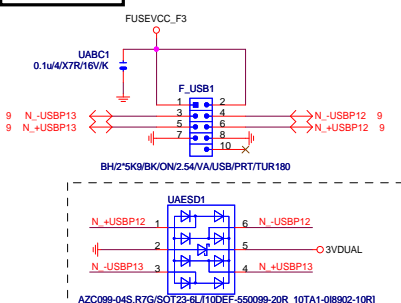 FUSEVCC_F3
UABC1
0.1u/4/X7R/16V/K
F_USB1
1 2
9 N_-USBP13 3 4 N_-USBP12 9
9 N_+USBP13 5 6 N_+USBP12 9
7 8
10
BH/2*5K9/BK/ON/2.54/VA/USB/PRT/TUR180
UAESD1
N_+USBP12 1 6 N_-USBP12
2 5 3VDUAL
N_-USBP13 3 4 N_+USBP13
AZC099-04S.R7G/SOT23-6L/[10DEF-550099-20R_10TA1-0I8902-10R]